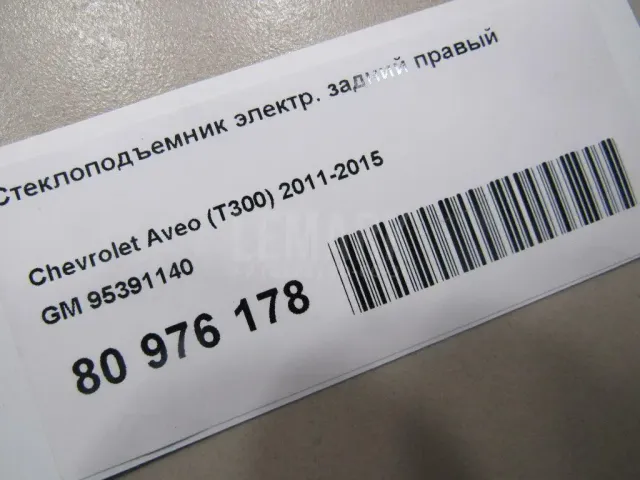 Стеклоподъемник электр. задний правый
Chevrolet Aveo (T300) 2011-2015
GM 95391140
80 976 178